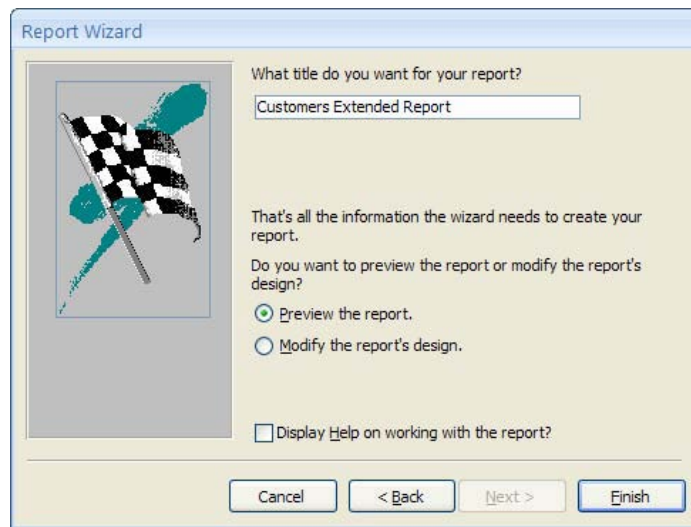 Report Wizard
What title do you want for your report?
Customers Extended Report
That's all the information the wizard needs to create your
report.
Do you want to preview the report or modify the report's
design?
Preview the report.
Modify the report's design.
Display Help on working with the report?
Cancel
< Back
Next >
Finish